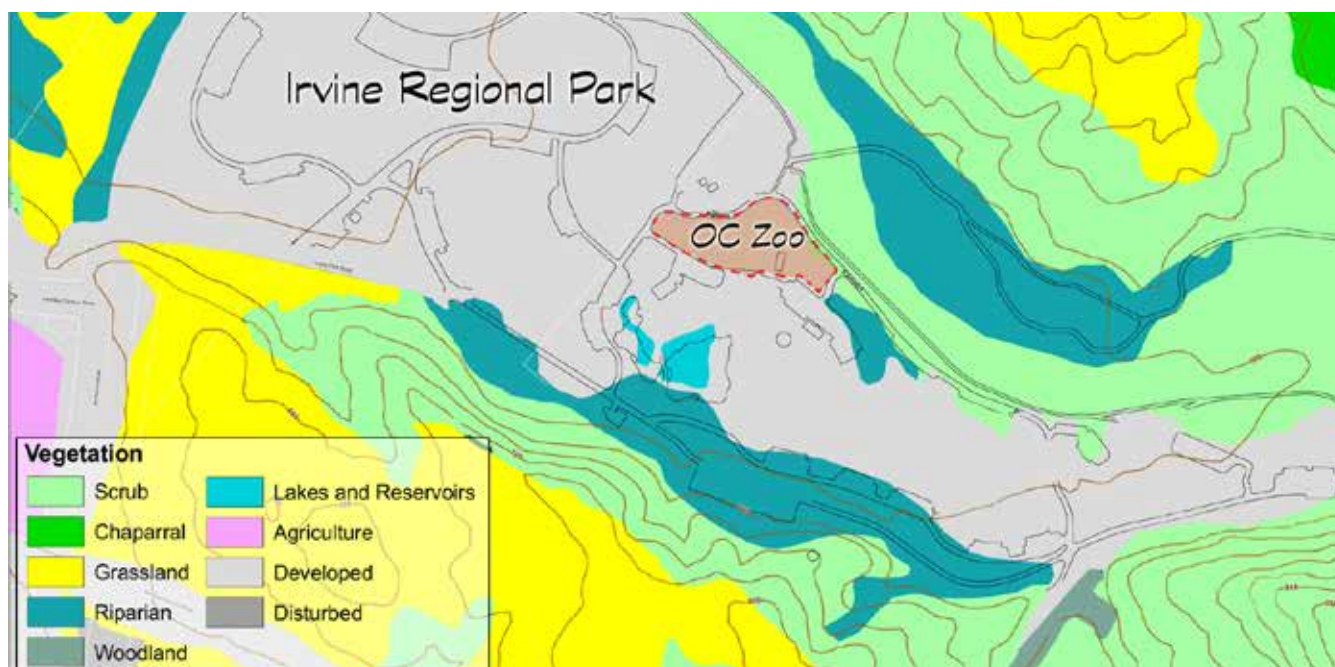 Irvine Regional Park
OC Zoo
Vegetation
Scrub
Chaparral
Grassland
Riparian
Woodland
Lakes and Reservoirs
Agriculture
Developed
Disturbed